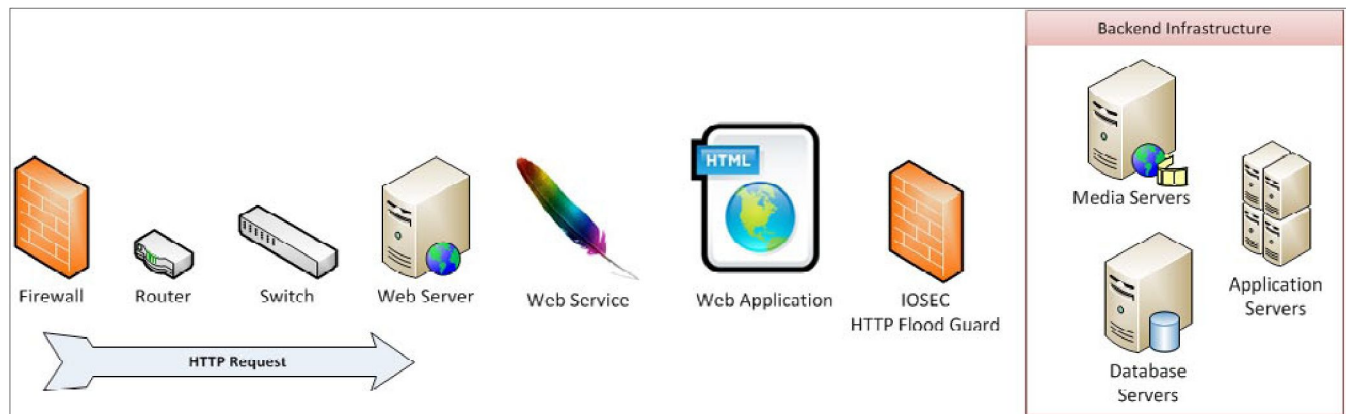 Backend Infrastructure
HTML
Media Servers
Firewall
Router
Switch
Web Server
Web Service
Web Application
IOSEC
HTTP Flood Guard
Application
Servers
HTTP Request
Database
Servers